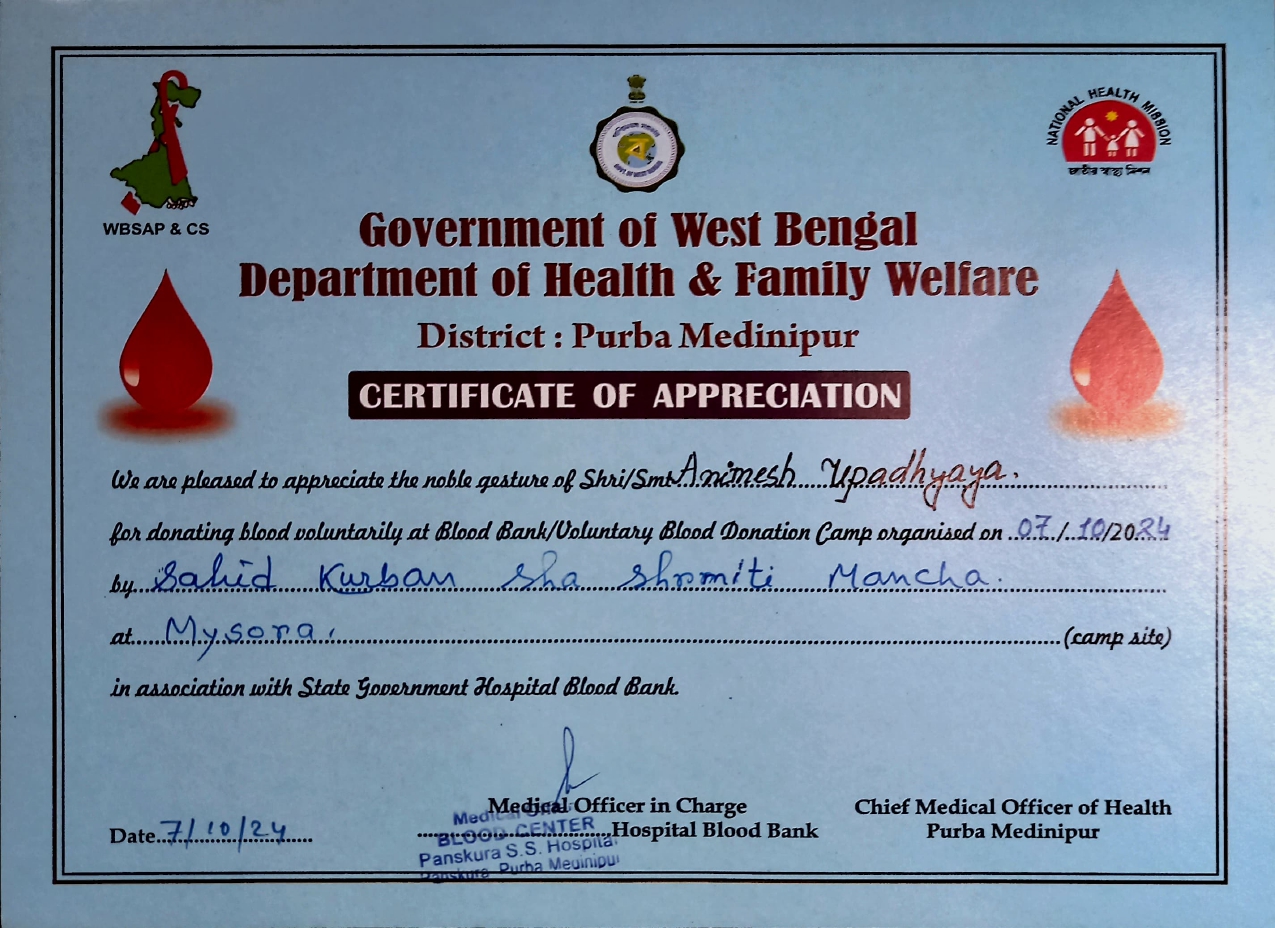 WBSAP & CS
NATIONAL HEALTH MISSION
জাতীয় স্বাস্থ্য মিশন
Government of West Bengal
Department of Health & Family Welfare
District : Purba Medinipur
CERTIFICATE OF APPRECIATION
We are pleased to appreciate the noble gesture of Shri/Smt. Animesh Upadhyaya.
for donating blood voluntarily at Blood Bank/Voluntary Blood Donation Camp organised on 07/10/2024
by Sahid Kurban Sha Shromiti Mancha.
at Mysora. (camp site)
in association with State Government Hospital Blood Bank.
Medical Officer in Charge
Hospital Blood Bank
Chief Medical Officer of Health
Purba Medinipur
Date 7/10/24
Medical
BLOOD CENTER
Panskura S.S. Hospital
Panskura, Purba Medinipur